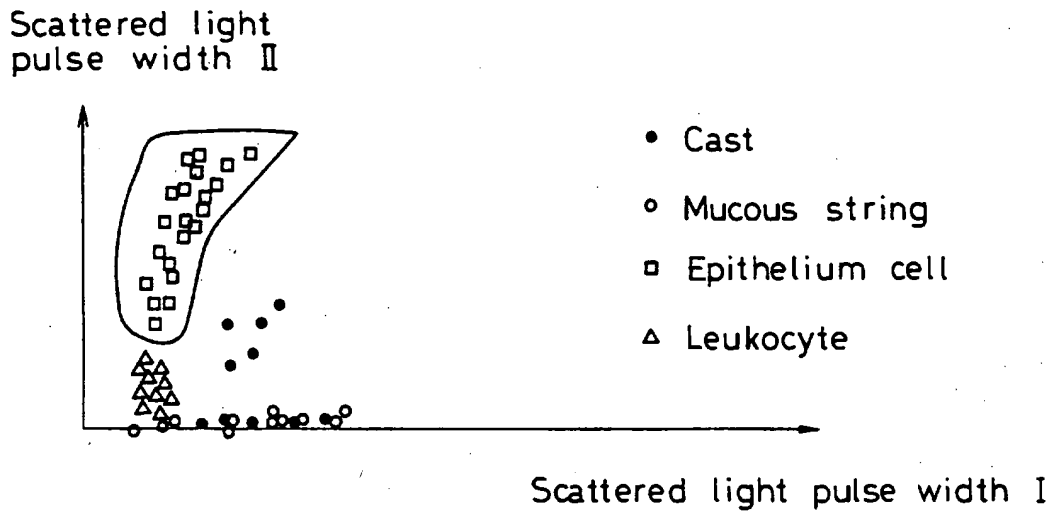 Scattered light
pulse width II
Cast
Mucous string
Epithelium cell
Leukocyte
Scattered light pulse width I